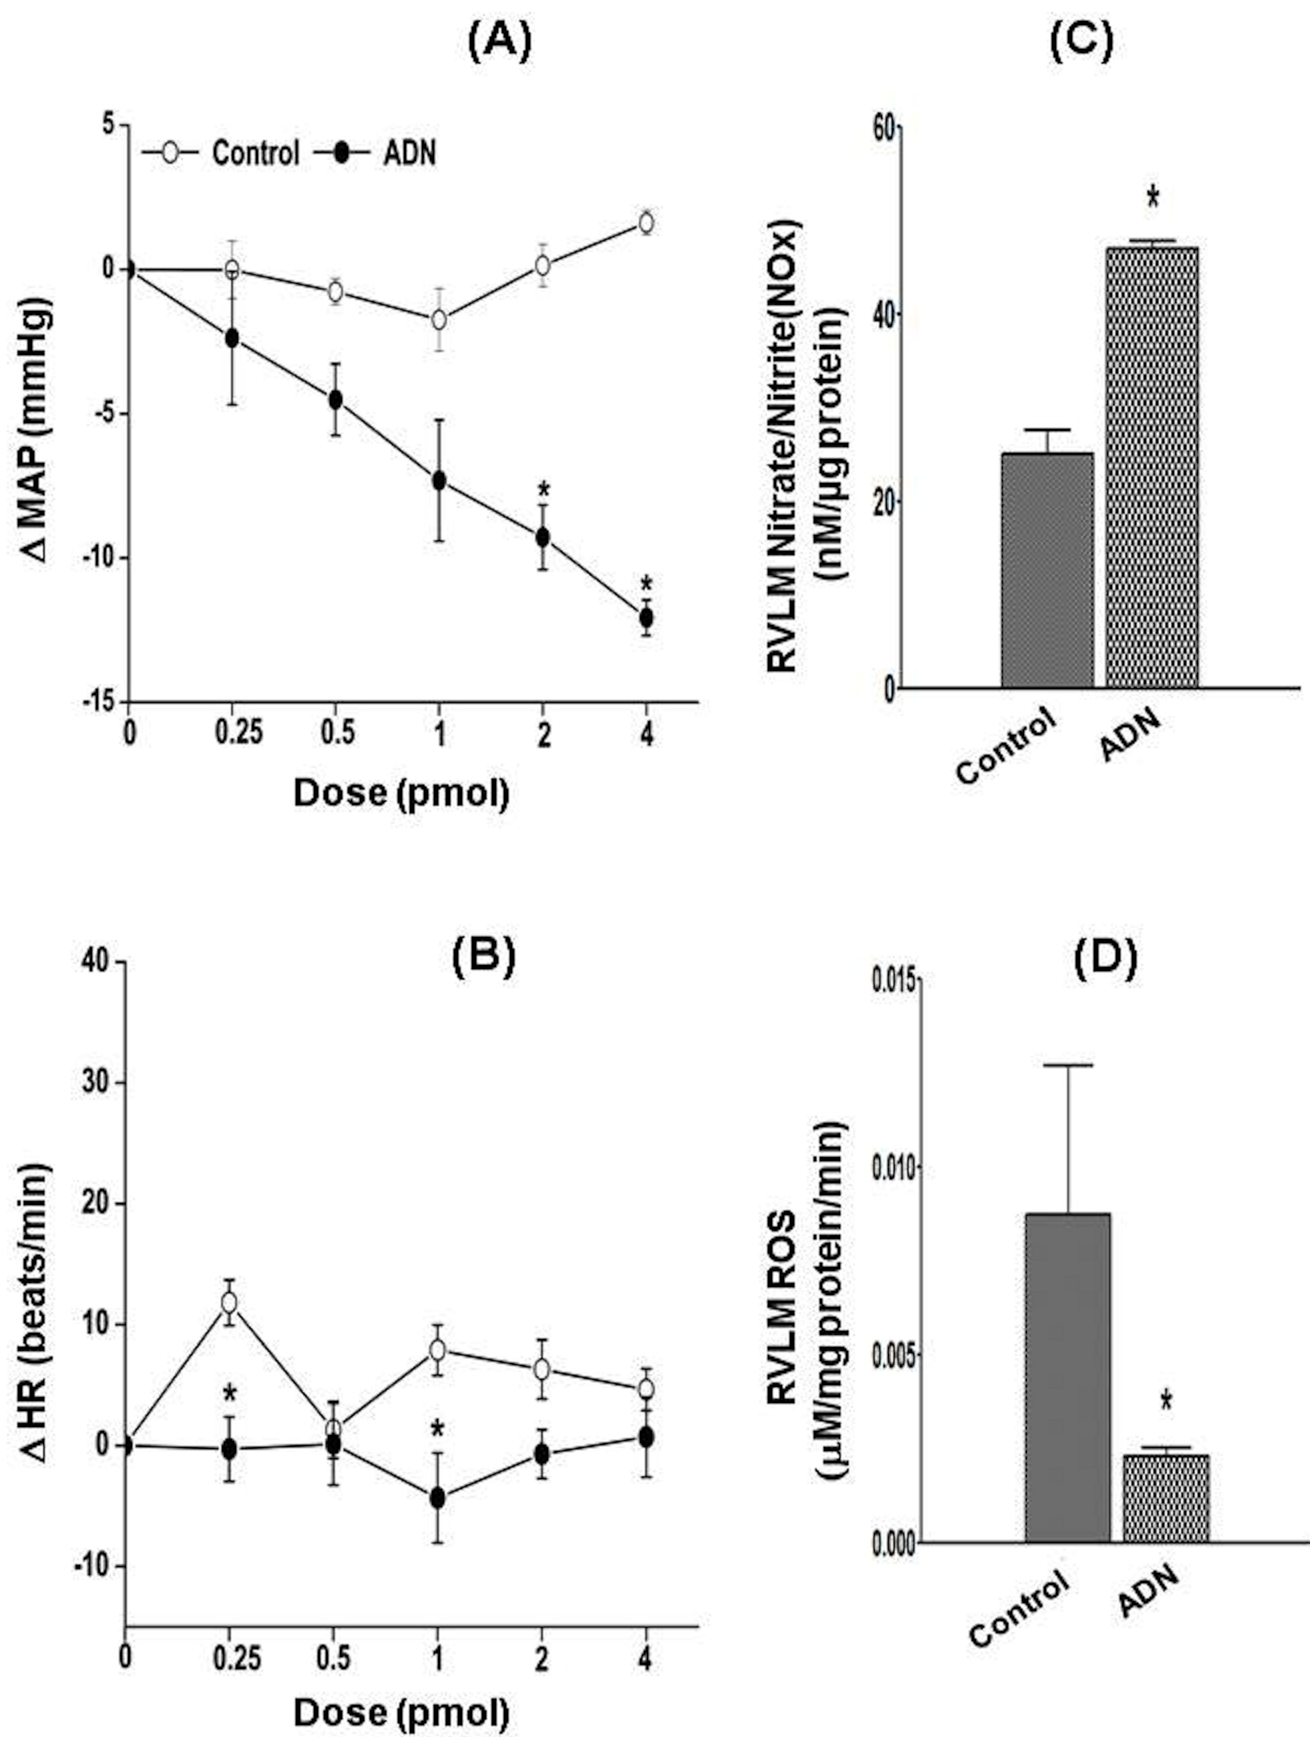 (A)
5
Control
ADN
0
-5
-10
-15
Δ MAP (mmHg)
*
*
0
0.25
0.5
1
2
4
Dose (pmol)
(C)
60
40
20
0
RVLM Nitrate/Nitrite(NOx)
(nM/µg protein)
*
Control
ADN
(B)
40
30
20
10
0
-10
Δ HR (beats/min)
*
*
0
0.25
0.5
1
2
4
Dose (pmol)
(D)
0.015
0.010
0.005
0.000
RVLM ROS
(µM/mg protein/min)
*
Control
ADN